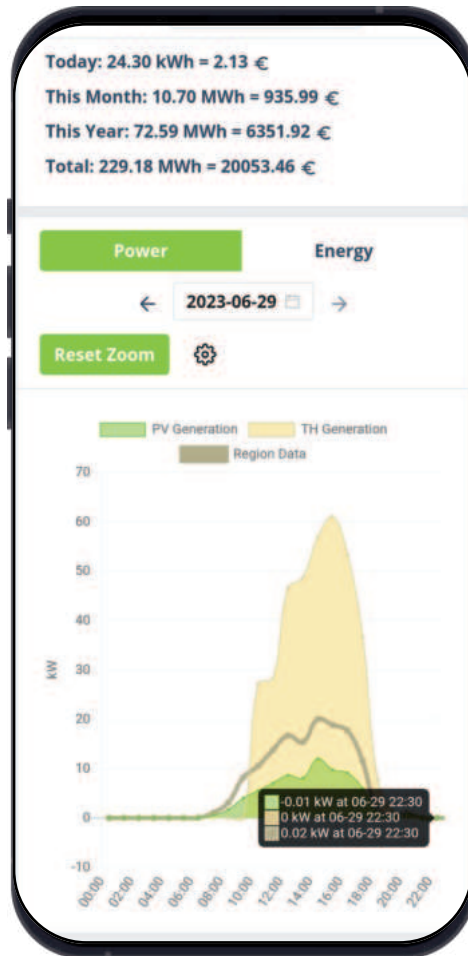 Today: 24.30 kWh = 2.13 €
This Month: 10.70 MWh = 935.99 €
This Year: 72.59 MWh = 6351.92 €
Total: 229.18 MWh = 20053.46 €
Power Energy
← 2023-06-29 →
Reset Zoom
PV Generation TH Generation
Region Data
70
60
50
40
30
20
10
0
-10
kW
-0.01 kW at 06-29 22:30
0 kW at 06-29 22:30
0.02 kW at 06-29 22:30
00:00 02:00 04:00 06:00 08:00 10:00 12:00 14:00 16:00 18:00 20:00 22:00